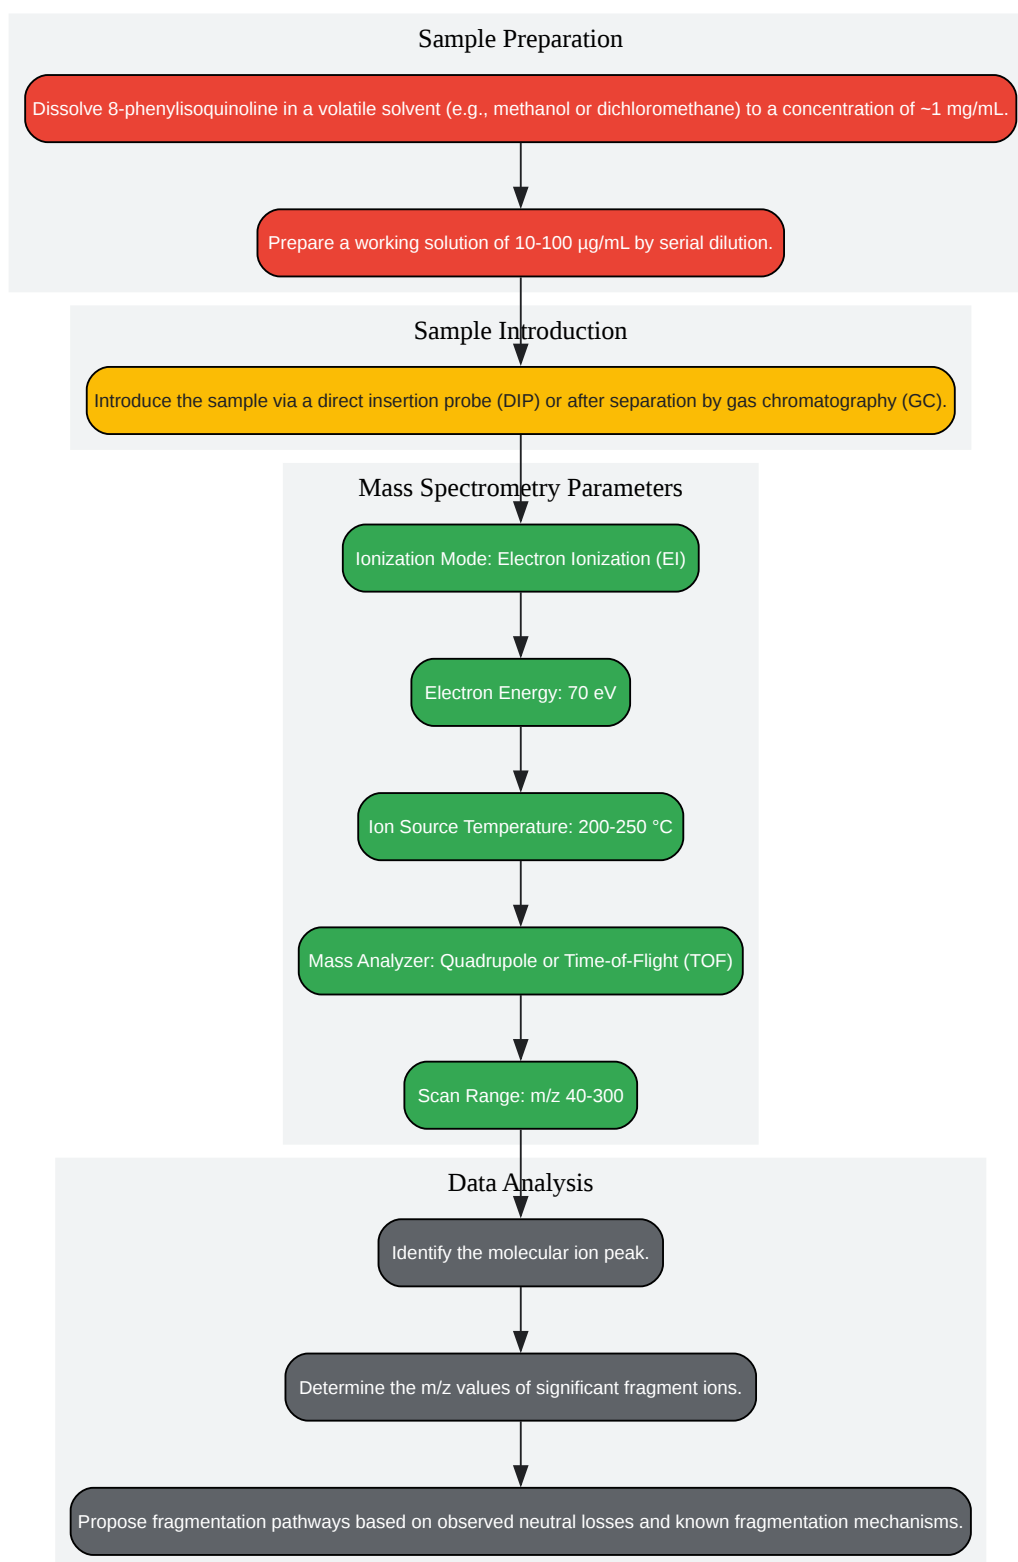 Sample Preparation
Dissolve 8-phenylisoquinoline in a volatile solvent (e.g., methanol or dichloromethane) to a concentration of ~1 mg/mL.
Prepare a working solution of 10-100 µg/mL by serial dilution.
Sample Introduction
Introduce the sample via a direct insertion probe (DIP) or after separation by gas chromatography (GC).
Mass Spectrometry Parameters
Ionization Mode: Electron Ionization (EI)
Electron Energy: 70 eV
Ion Source Temperature: 200-250 °C
Mass Analyzer: Quadrupole or Time-of-Flight (TOF)
Scan Range: m/z 40-300
Data Analysis
Identify the molecular ion peak.
Determine the m/z values of significant fragment ions.
Propose fragmentation pathways based on observed neutral losses and known fragmentation mechanisms.